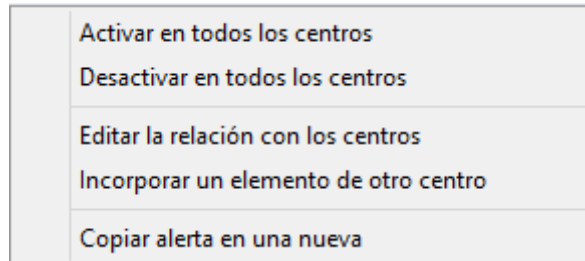 Activar en todos los centros
Desactivar en todos los centros
Editar la relación con los centros
Incorporar un elemento de otro centro
Copiar alerta en una nueva